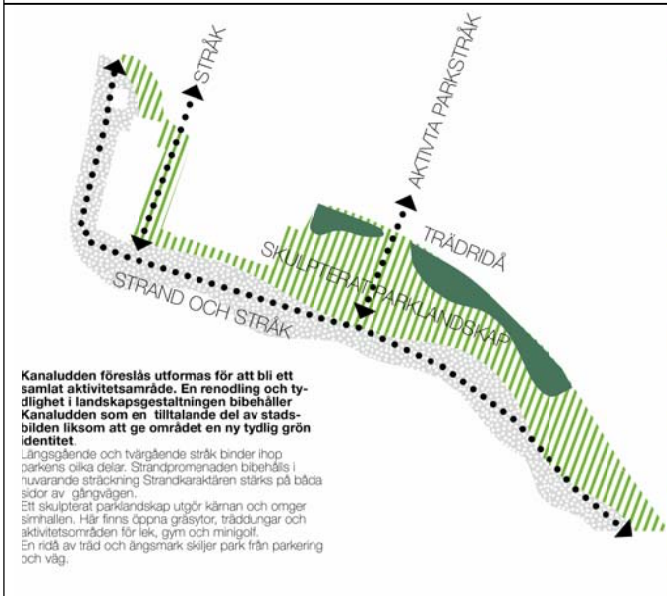 STRÅK
AKTIVTA PARKSTRÅK
TRÄDRIDÅ
SKULPTERAT PARKLANDSKAP
STRAND OCH STRÅK
Kanaludden föreslås utformas för att bli ett
samlat aktivitetsamråde. En renodling och ty-
dlighet i landskapsgestaltningen bibehåller
Kanaludden som en tilltalande del av stads-
bilden liksom att ge området en ny tydlig grön
identitet.
Längsgående och tvärgående stråk binder ihop
parkens olika delar. Strandpromenaden bibehålls i
nuvarande sträckning Strandkaraktären stärks på båda
sidor av gångvägen.
Ett skulpterat parklandskap utgör kärnan och omger
simhallen. Här finns öppna gräsytor, träddungar och
aktivitetsområden för lek, gym och minigolf.
En ridå av träd och ängsmark skiljer park från parkering
och väg.